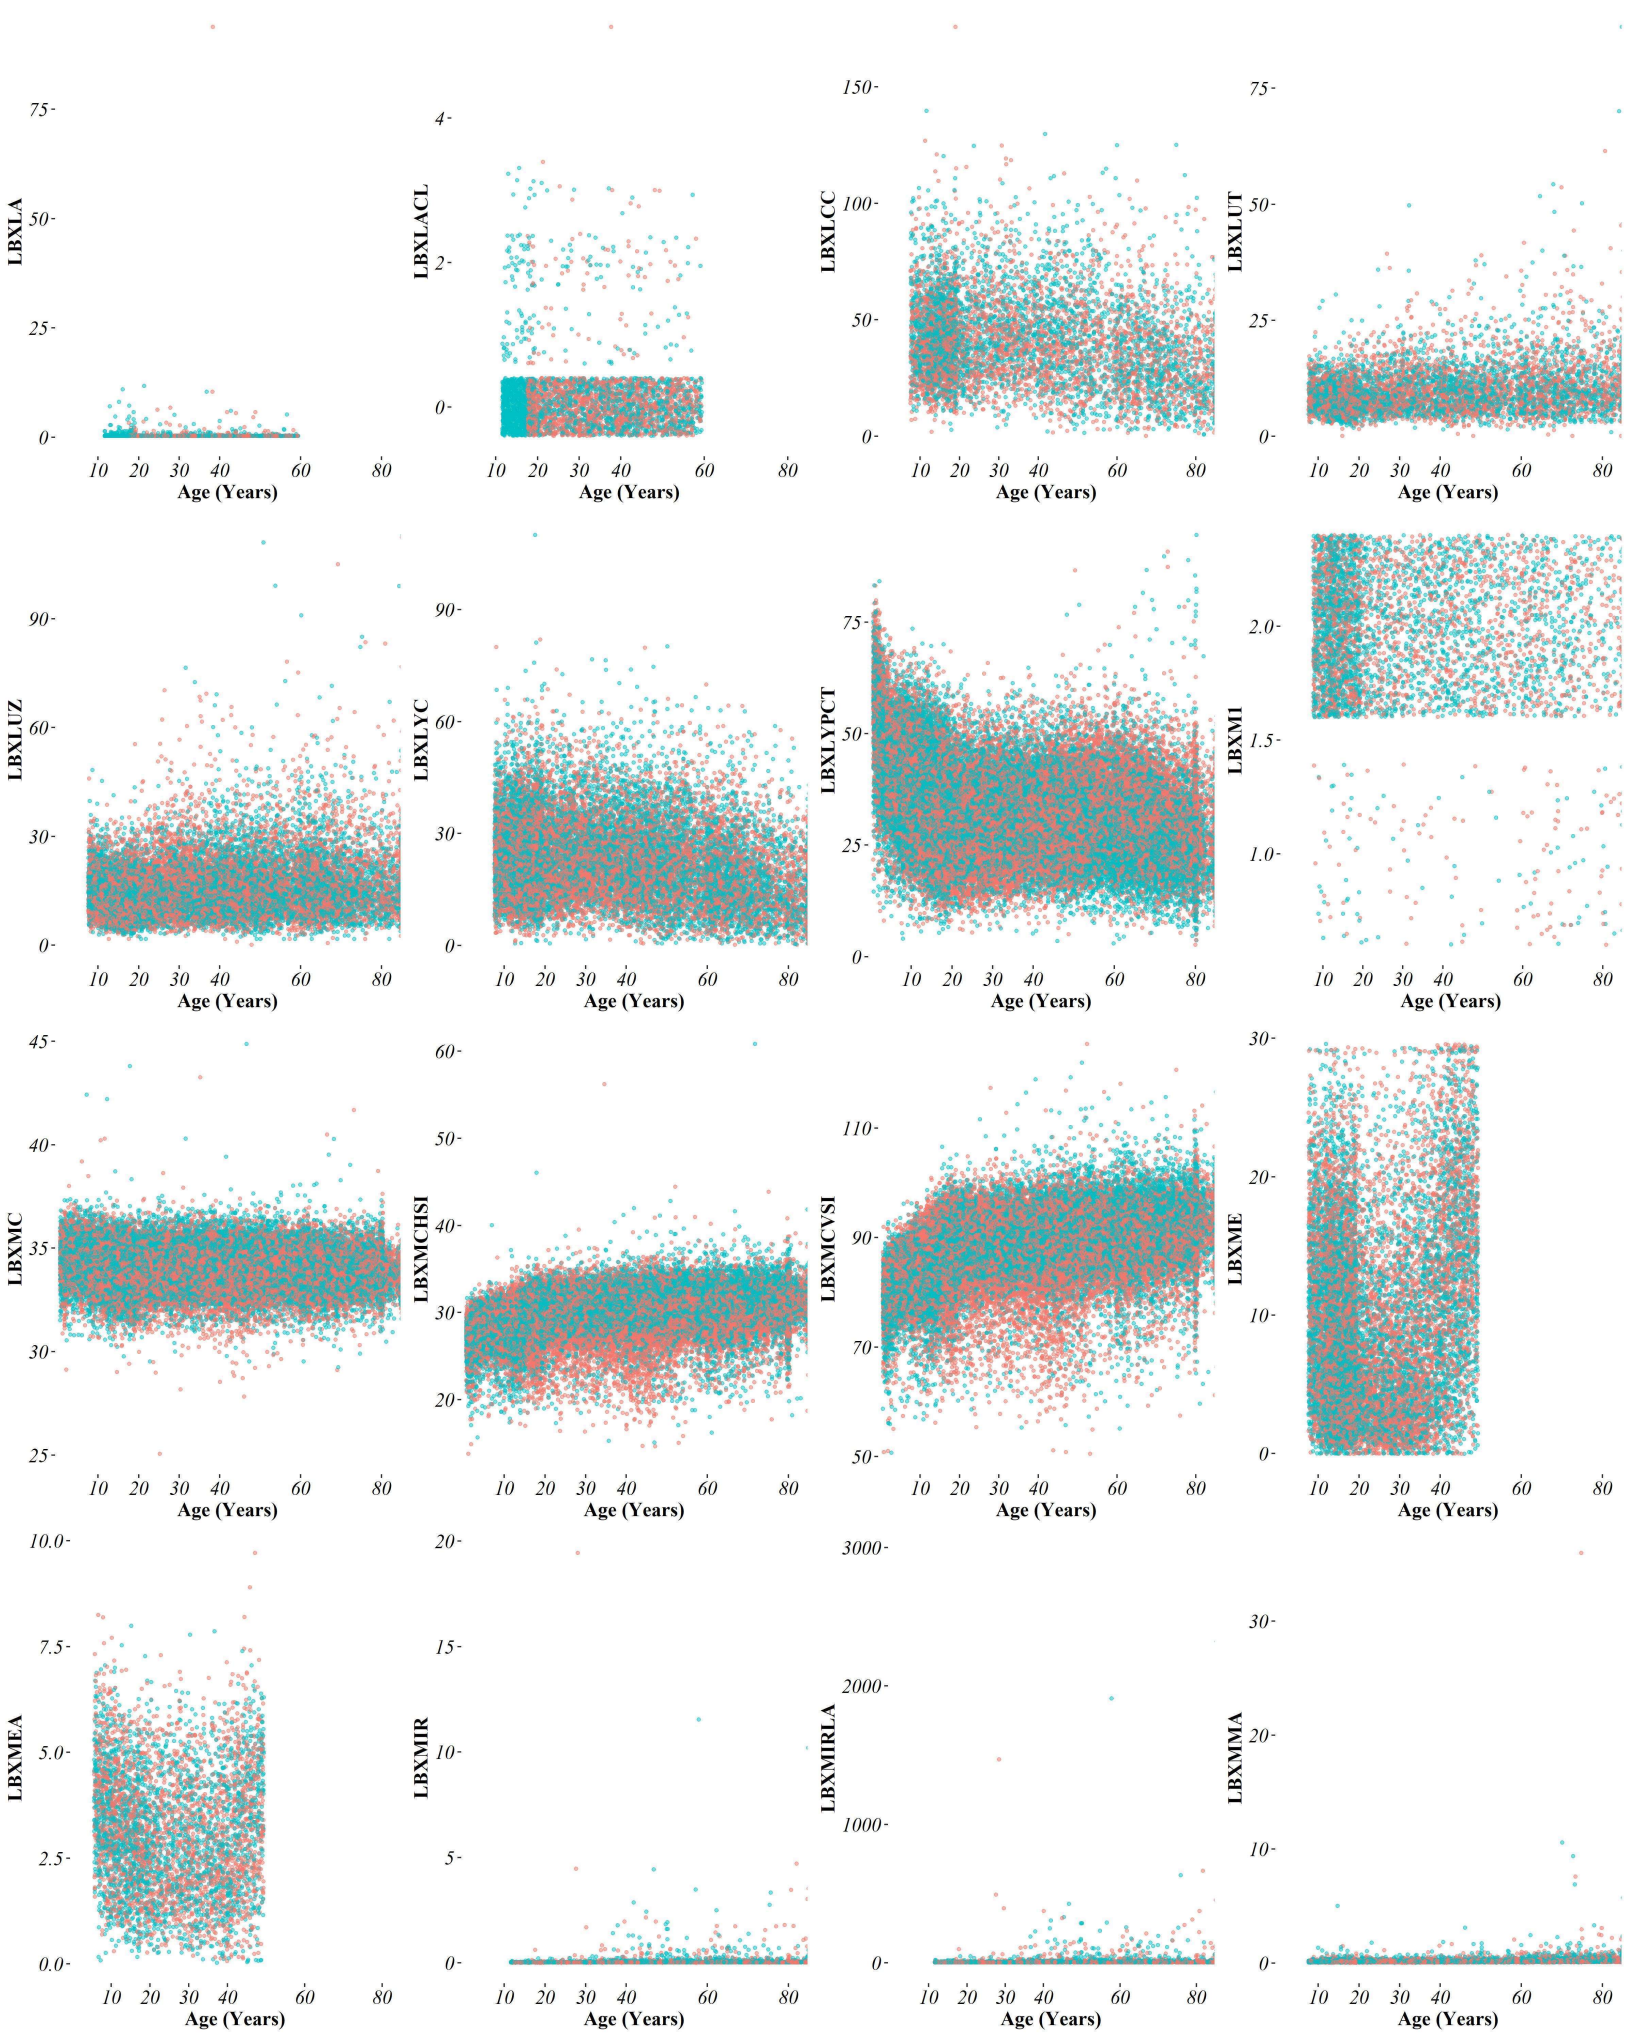 LBXLA
75
50
25
0
10 20 30 40 60 80
Age (Years)
LBXLACL
4
2
0
10 20 30 40 60 80
Age (Years)
LBXLCC
150
100
50
0
10 20 30 40 60 80
Age (Years)
LBXLUT
75
50
25
0
10 20 30 40 60 80
Age (Years)
LBXLUZ
90
60
30
0
10 20 30 40 60 80
Age (Years)
LBXLYC
90
60
30
0
10 20 30 40 60 80
Age (Years)
LBXLYPCT
75
50
25
0
10 20 30 40 60 80
Age (Years)
LBXM1
2.0
1.5
1.0
10 20 30 40 60 80
Age (Years)
LBXMC
45
40
35
30
25
10 20 30 40 60 80
Age (Years)
LBXMCHSI
60
50
40
30
20
10 20 30 40 60 80
Age (Years)
LBXMCVSI
110
90
70
50
10 20 30 40 60 80
Age (Years)
LBXME
30
20
10
0
10 20 30 40 60 80
Age (Years)
LBXMEA
10.0
7.5
5.0
2.5
0.0
10 20 30 40 60 80
Age (Years)
LBXMIR
20
15
10
5
0
10 20 30 40 60 80
Age (Years)
LBXMIRLA
3000
2000
1000
0
10 20 30 40 60 80
Age (Years)
LBXMMA
30
20
10
0
10 20 30 40 60 80
Age (Years)